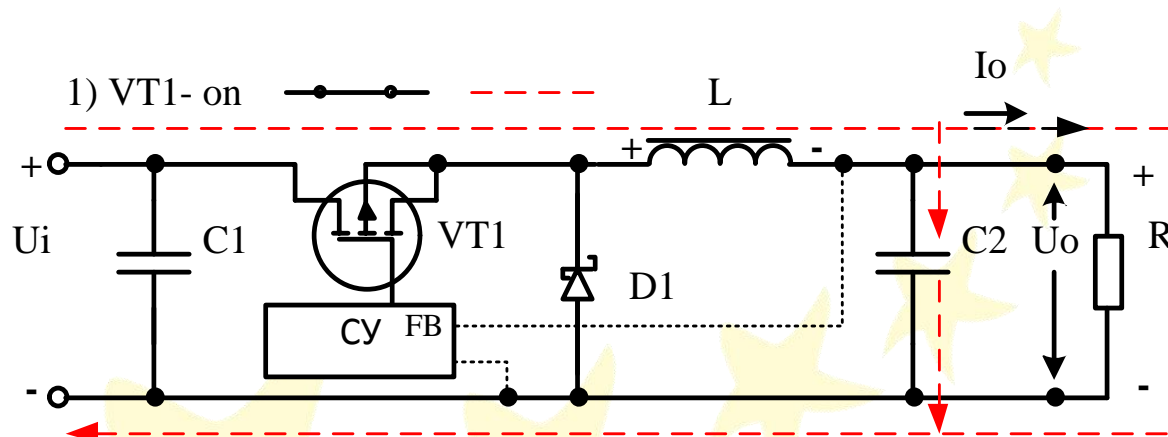 Io
1) VT1- on
L
+ + - +
Ui C1 VT1 C2 Uo R
D1
СУ FB
- -